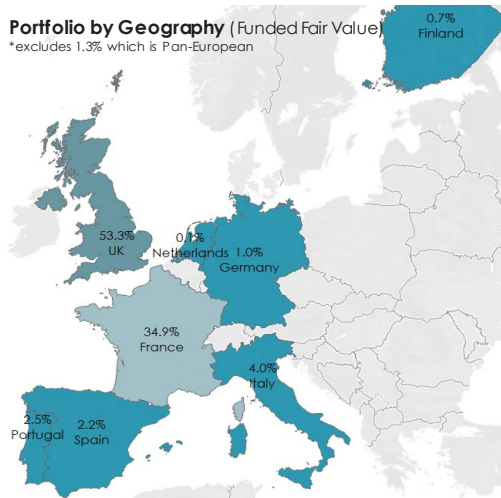 Portfolio by Geography (Funded Fair Value)
*excludes 1.3% which is Pan-European
0.7%
Finland
53.3%
UK
0.1%
Netherlands
1.0%
Germany
34.9%
France
4.0%
Italy
2.5%
Portugal
2.2%
Spain